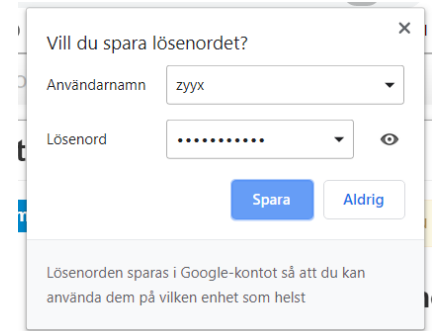 Vill du spara lösenordet?
Användarnamn zyyx
Lösenord •••••••••••
Spara Aldrig
Lösenorden sparas i Google-kontot så att du kan
använda dem på vilken enhet som helst